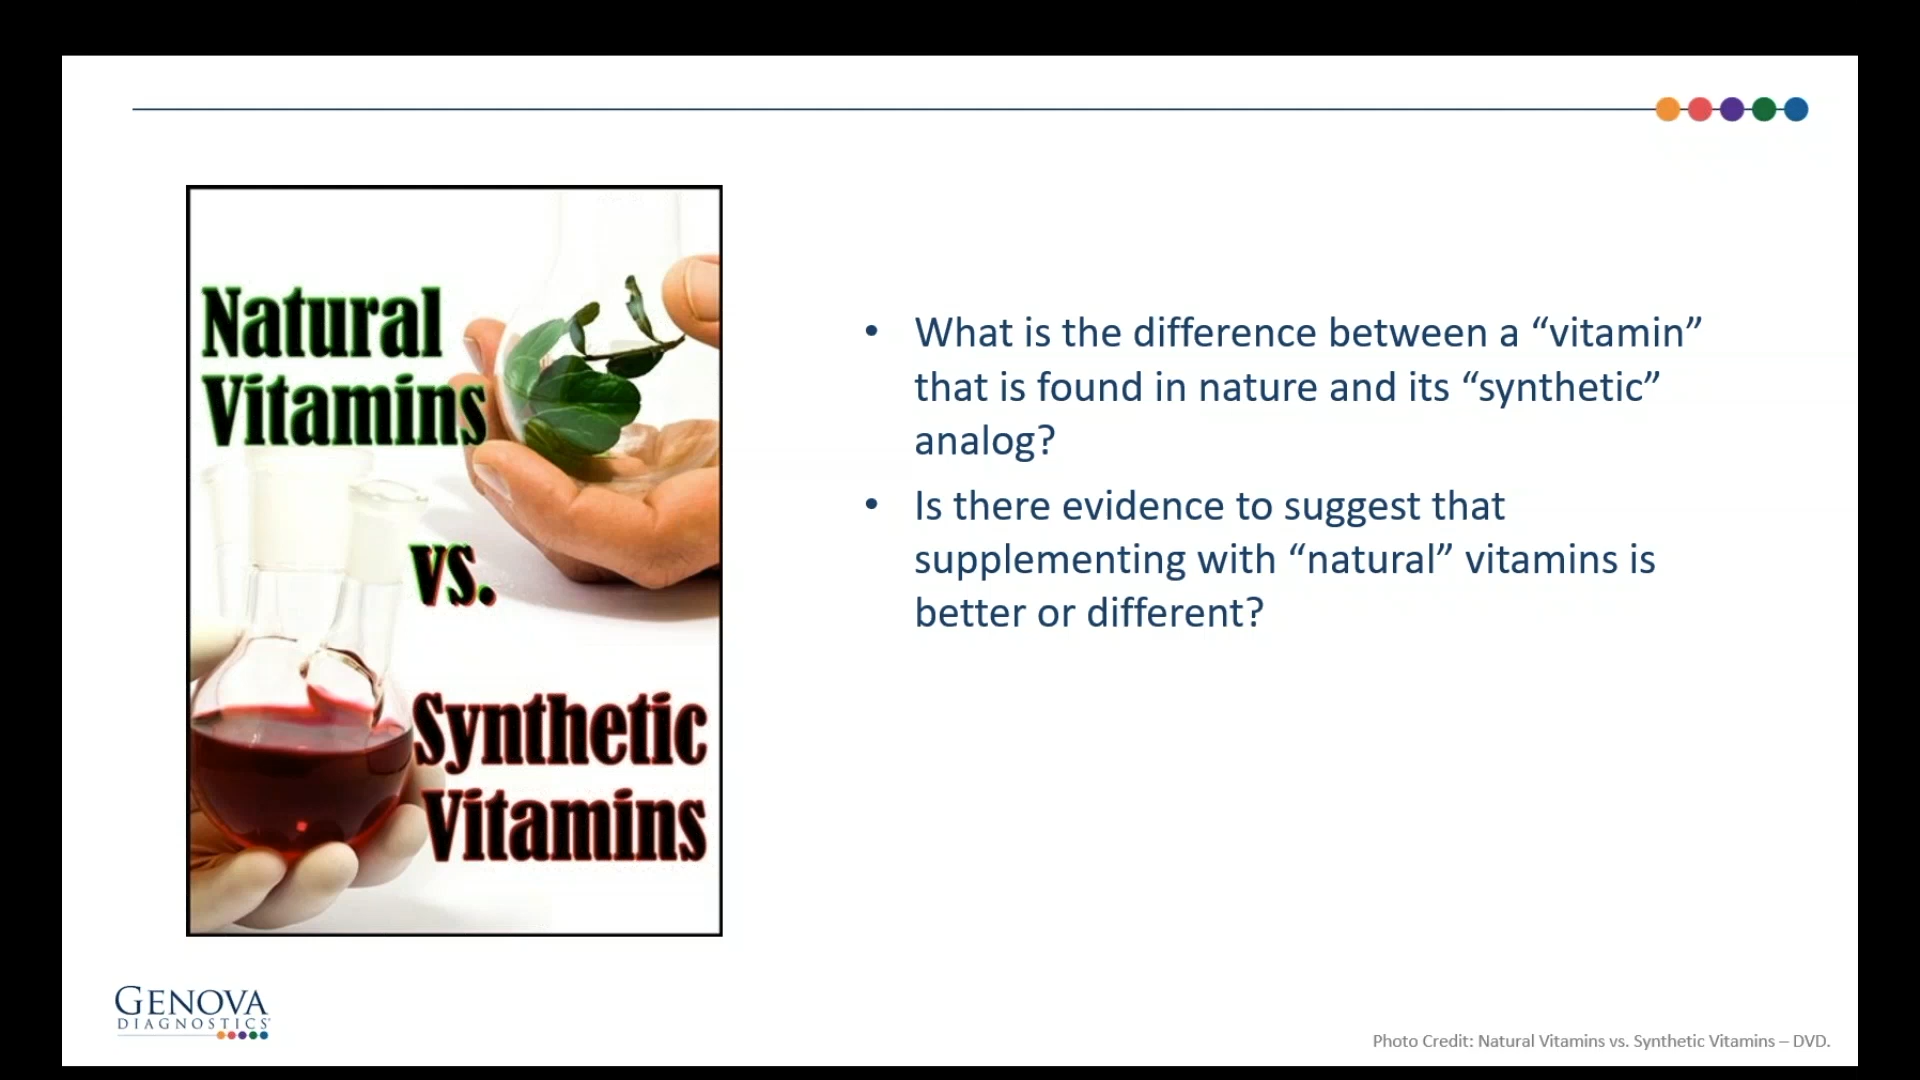 Natural
Vitamins
vs.
Synthetic
Vitamins
• What is the difference between a “vitamin”
that is found in nature and its “synthetic”
analog?
• Is there evidence to suggest that
supplementing with “natural” vitamins is
better or different?
GENOVA
DIAGNOSTICS
Photo Credit: Natural Vitamins vs. Synthetic Vitamins – DVD.